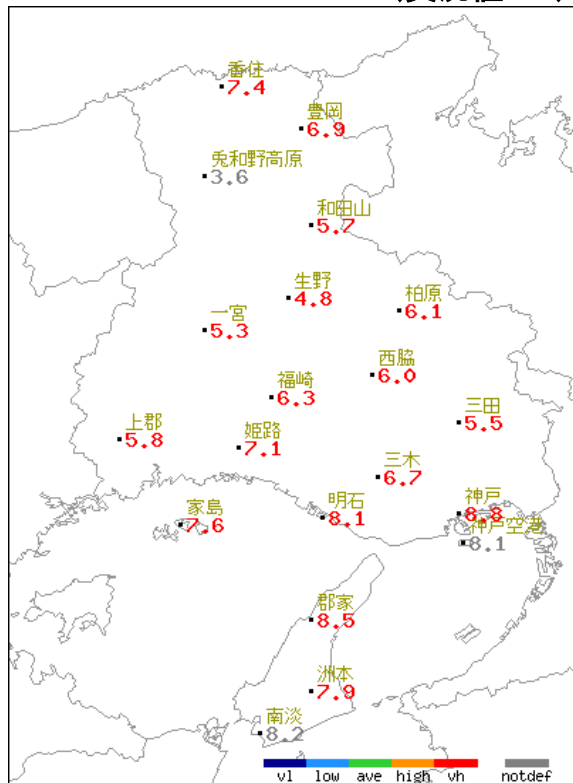 香住
7.4
豊岡
6.9
兎和野高原
3.6
和田山
5.7
生野
4.8
柏原
6.1
一宮
5.3
西脇
6.0
福崎
6.3
三田
5.5
上郡
5.8
姫路
7.1
三木
6.7
家島
7.6
明石
8.1
神戸
8.8
神戸空港
8.1
郡家
8.5
洲本
7.9
南淡
8.2
vl low ave high vh notdef